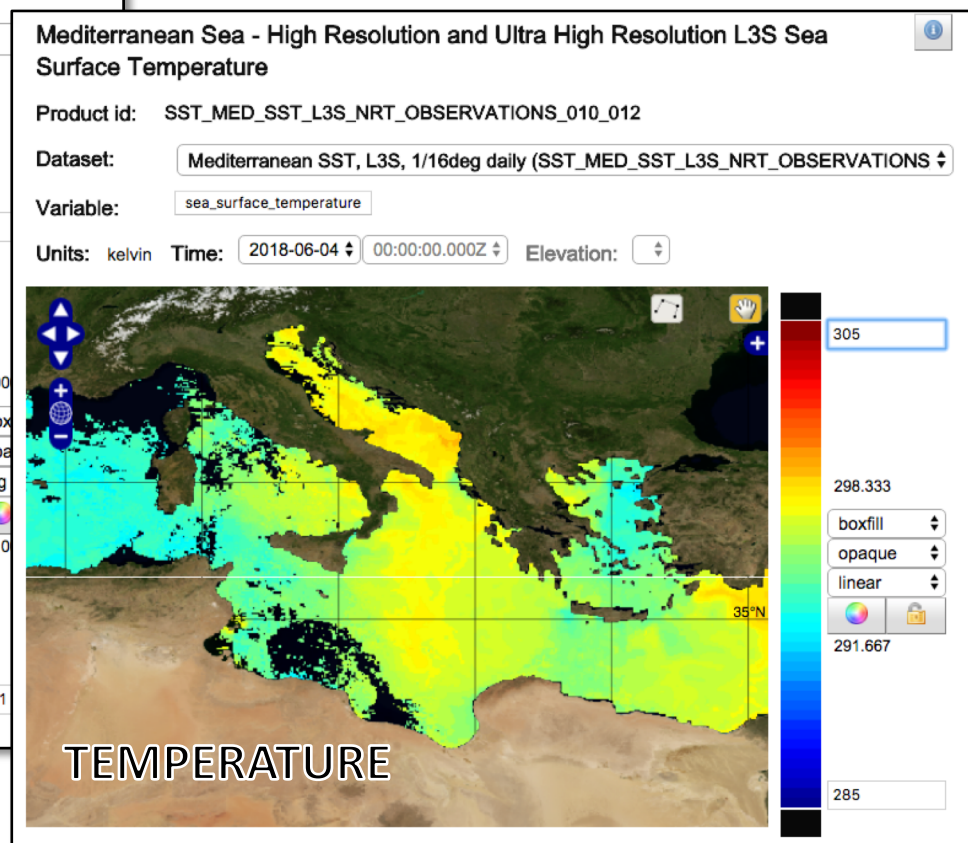 Mediterranean Sea - High Resolution and Ultra High Resolution L3S Sea
Surface Temperature
Product id: SST_MED_SST_L3S_NRT_OBSERVATIONS_010_012
Dataset: Mediterranean SST, L3S, 1/16deg daily (SST_MED_SST_L3S_NRT_OBSERVATIONS
Variable: sea_surface_temperature
Units: kelvin Time: 2018-06-04 00:00:00.000Z Elevation:
305
298.333
boxfill
opaque
linear
35°N
291.667
TEMPERATURE
285